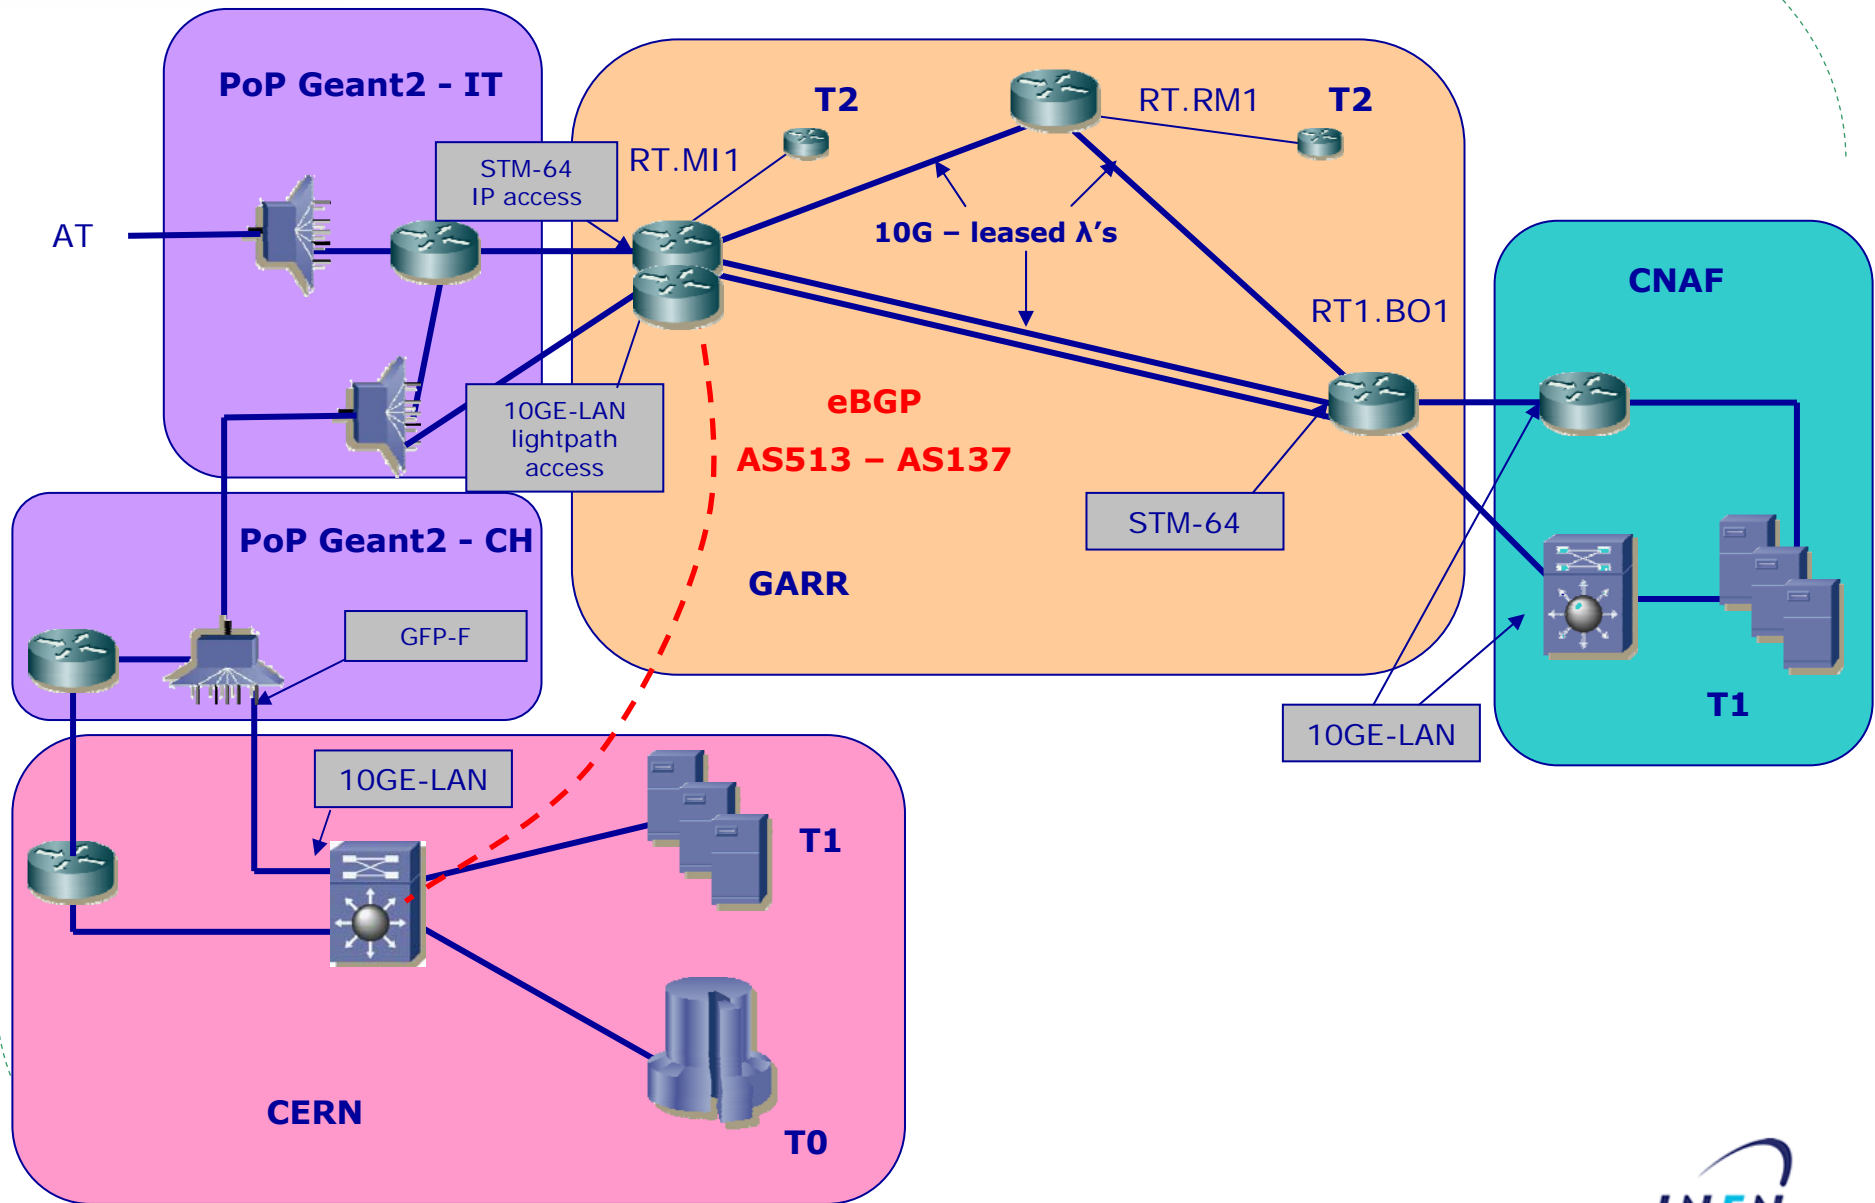 PoP Geant2 - IT
T2
RT.RM1
T2
STM-64
IP access
RT.MI1
AT
10G – leased λ's
CNAF
RT1.BO1
10GE-LAN
lightpath
access
eBGP
AS513 – AS137
STM-64
PoP Geant2 - CH
GARR
GFP-F
T1
10GE-LAN
10GE-LAN
T1
CERN
T0
INFN